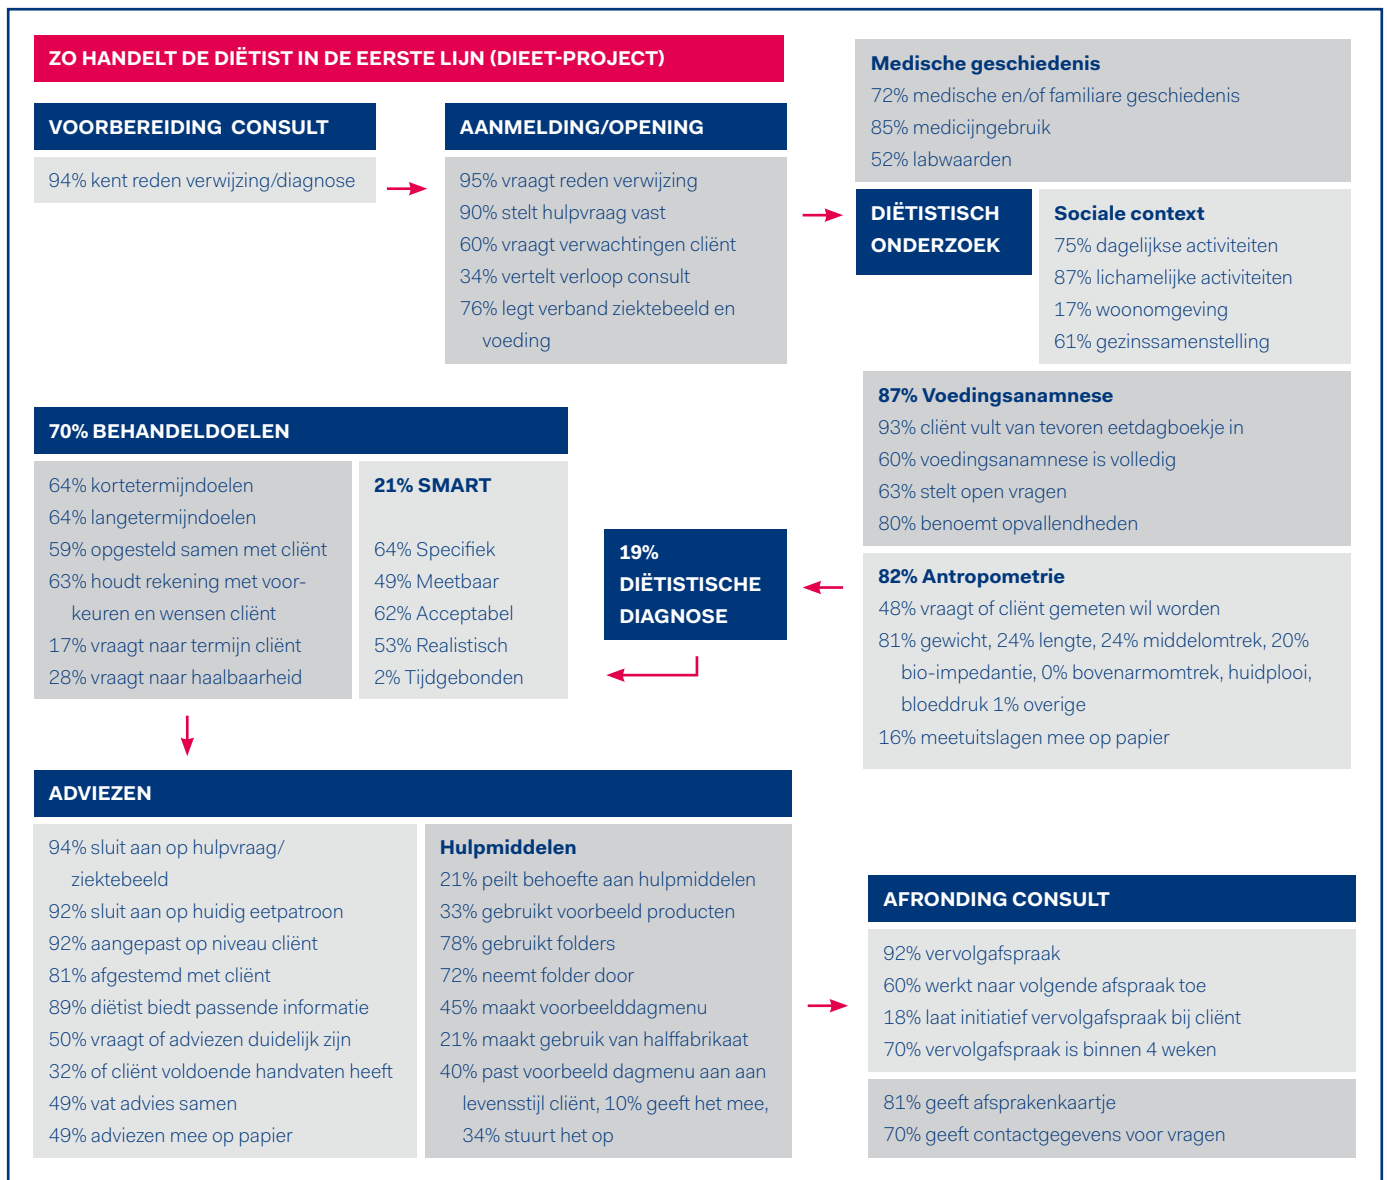 ZO HANDELT DE DIËTIST IN DE EERSTE LIJN (DIEET-PROJECT)
VOORBEREIDING CONSULT
94% kent reden verwijzing/diagnose
AANMELDING/OPENING
95% vraagt reden verwijzing
90% stelt hulpvraag vast
60% vraagt verwachtingen cliënt
34% vertelt verloop consult
76% legt verband ziektebeeld en
voeding
Medische geschiedenis
72% medische en/of familiare geschiedenis
85% medicijngebruik
52% labwaarden
DIËTISTISCH
ONDERZOEK
Sociale context
75% dagelijkse activiteiten
87% lichamelijke activiteiten
17% woonomgeving
61% gezinssamenstelling
87% Voedingsanamnese
93% cliënt vult van tevoren eetdagboekje in
60% voedingsanamnese is volledig
63% stelt open vragen
80% benoemt opvallendheden
82% Antropometrie
48% vraagt of cliënt gemeten wil worden
81% gewicht, 24% lengte, 24% middelomtrek, 20%
bio-impedantie, 0% bovenarmomtrek, huidplooi,
bloeddruk 1% overige
16% meetuitslagen mee op papier
19%
DIËTISTISCHE
DIAGNOSE
70% BEHANDELDOELEN
64% kortetermijndoelen
64% langetermijndoelen
59% opgesteld samen met cliënt
63% houdt rekening met voor-
keuren en wensen cliënt
17% vraagt naar termijn cliënt
28% vraagt naar haalbaarheid
21% SMART
64% Specifiek
49% Meetbaar
62% Acceptabel
53% Realistisch
2% Tijdgebonden
ADVIEZEN
94% sluit aan op hulpvraag/
ziektebeeld
92% sluit aan op huidig eetpatroon
92% aangepast op niveau cliënt
81% afgestemd met cliënt
89% diëtist biedt passende informatie
50% vraagt of adviezen duidelijk zijn
32% of cliënt voldoende handvaten heeft
49% vat advies samen
49% adviezen mee op papier
Hulpmiddelen
21% peilt behoefte aan hulpmiddelen
33% gebruikt voorbeeld producten
78% gebruikt folders
72% neemt folder door
45% maakt voorbeelddagmenu
21% maakt gebruik van halffabrikaat
40% past voorbeeld dagmenu aan aan
levensstijl cliënt, 10% geeft het mee,
34% stuurt het op
AFRONDING CONSULT
92% vervolgafspraak
60% werkt naar volgende afspraak toe
18% laat initiatief vervolgafspraak bij cliënt
70% vervolgafspraak is binnen 4 weken
81% geeft afsprakenkaartje
70% geeft contactgegevens voor vragen